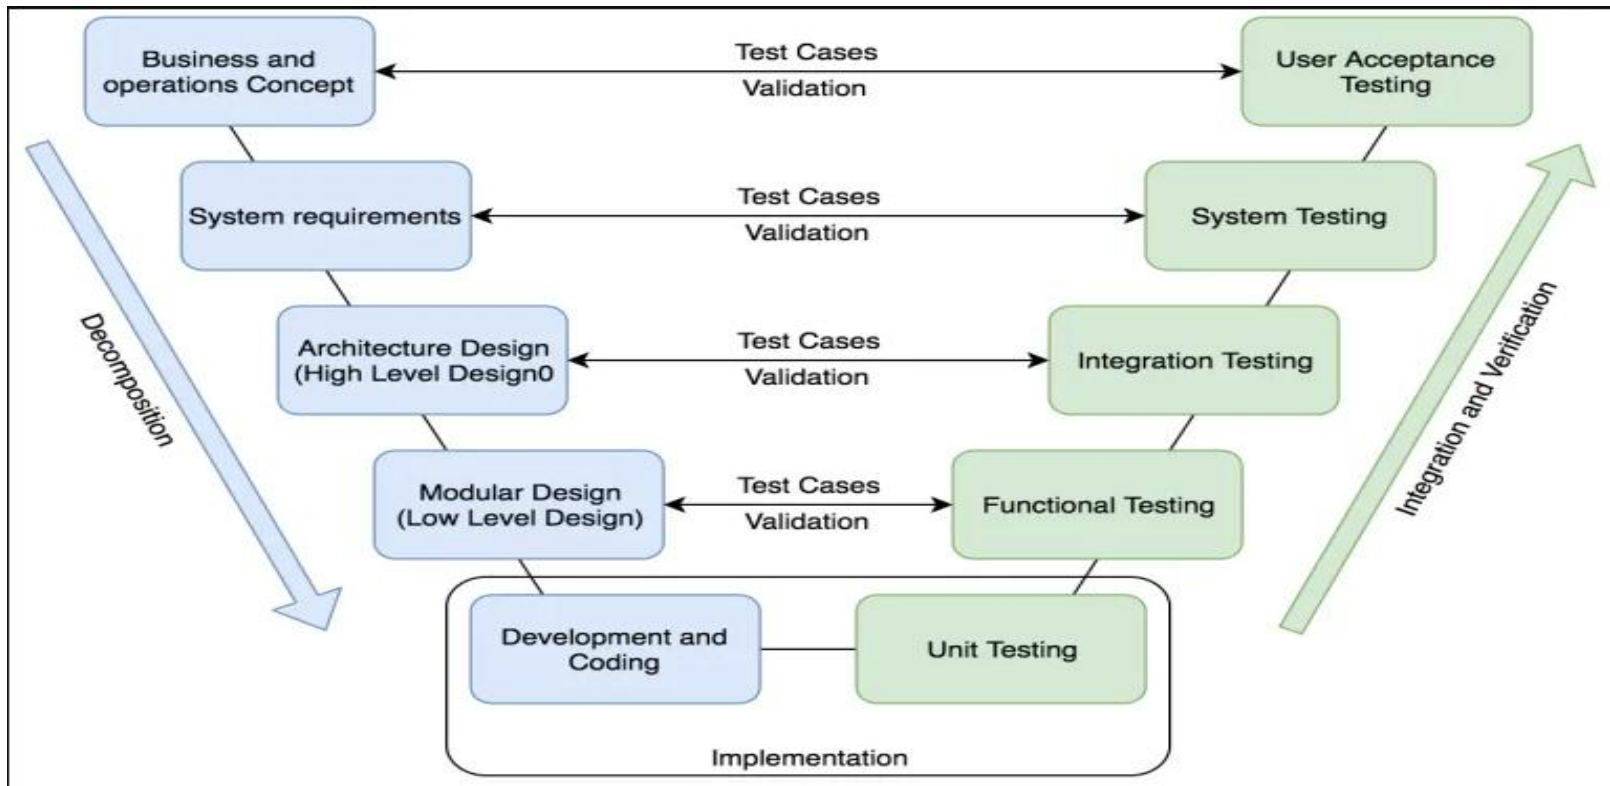 Business and
operations Concept
Test Cases
Validation
User Acceptance
Testing
System requirements
Test Cases
Validation
System Testing
Decomposition
Architecture Design
(High Level Design0
Test Cases
Validation
Integration Testing
Integration and Verification
Modular Design
(Low Level Design)
Test Cases
Validation
Functional Testing
Development and
Coding
Unit Testing
Implementation